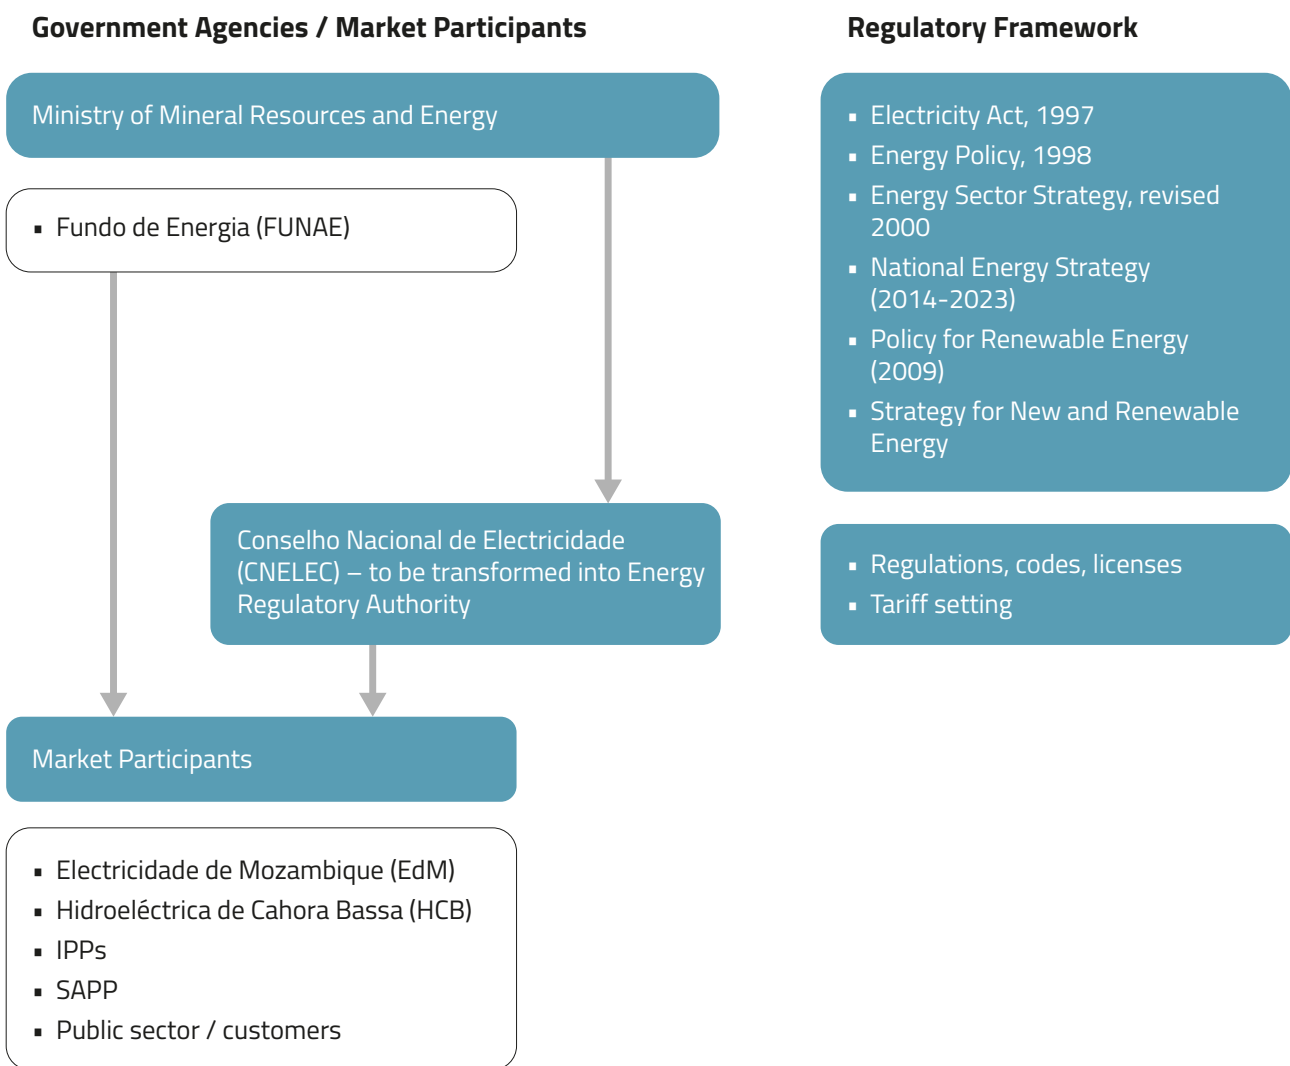 Government Agencies / Market Participants
Ministry of Mineral Resources and Energy
▪ Fundo de Energia (FUNAE)
Conselho Nacional de Electricidade
(CNELEC) – to be transformed into Energy
Regulatory Authority
Market Participants
▪ Electricidade de Mozambique (EdM)
▪ Hidroeléctrica de Cahora Bassa (HCB)
▪ IPPs
▪ SAPP
▪ Public sector / customers
Regulatory Framework
▪ Electricity Act, 1997
▪ Energy Policy, 1998
▪ Energy Sector Strategy, revised
2000
▪ National Energy Strategy
(2014-2023)
▪ Policy for Renewable Energy
(2009)
▪ Strategy for New and Renewable
Energy
▪ Regulations, codes, licenses
▪ Tariff setting